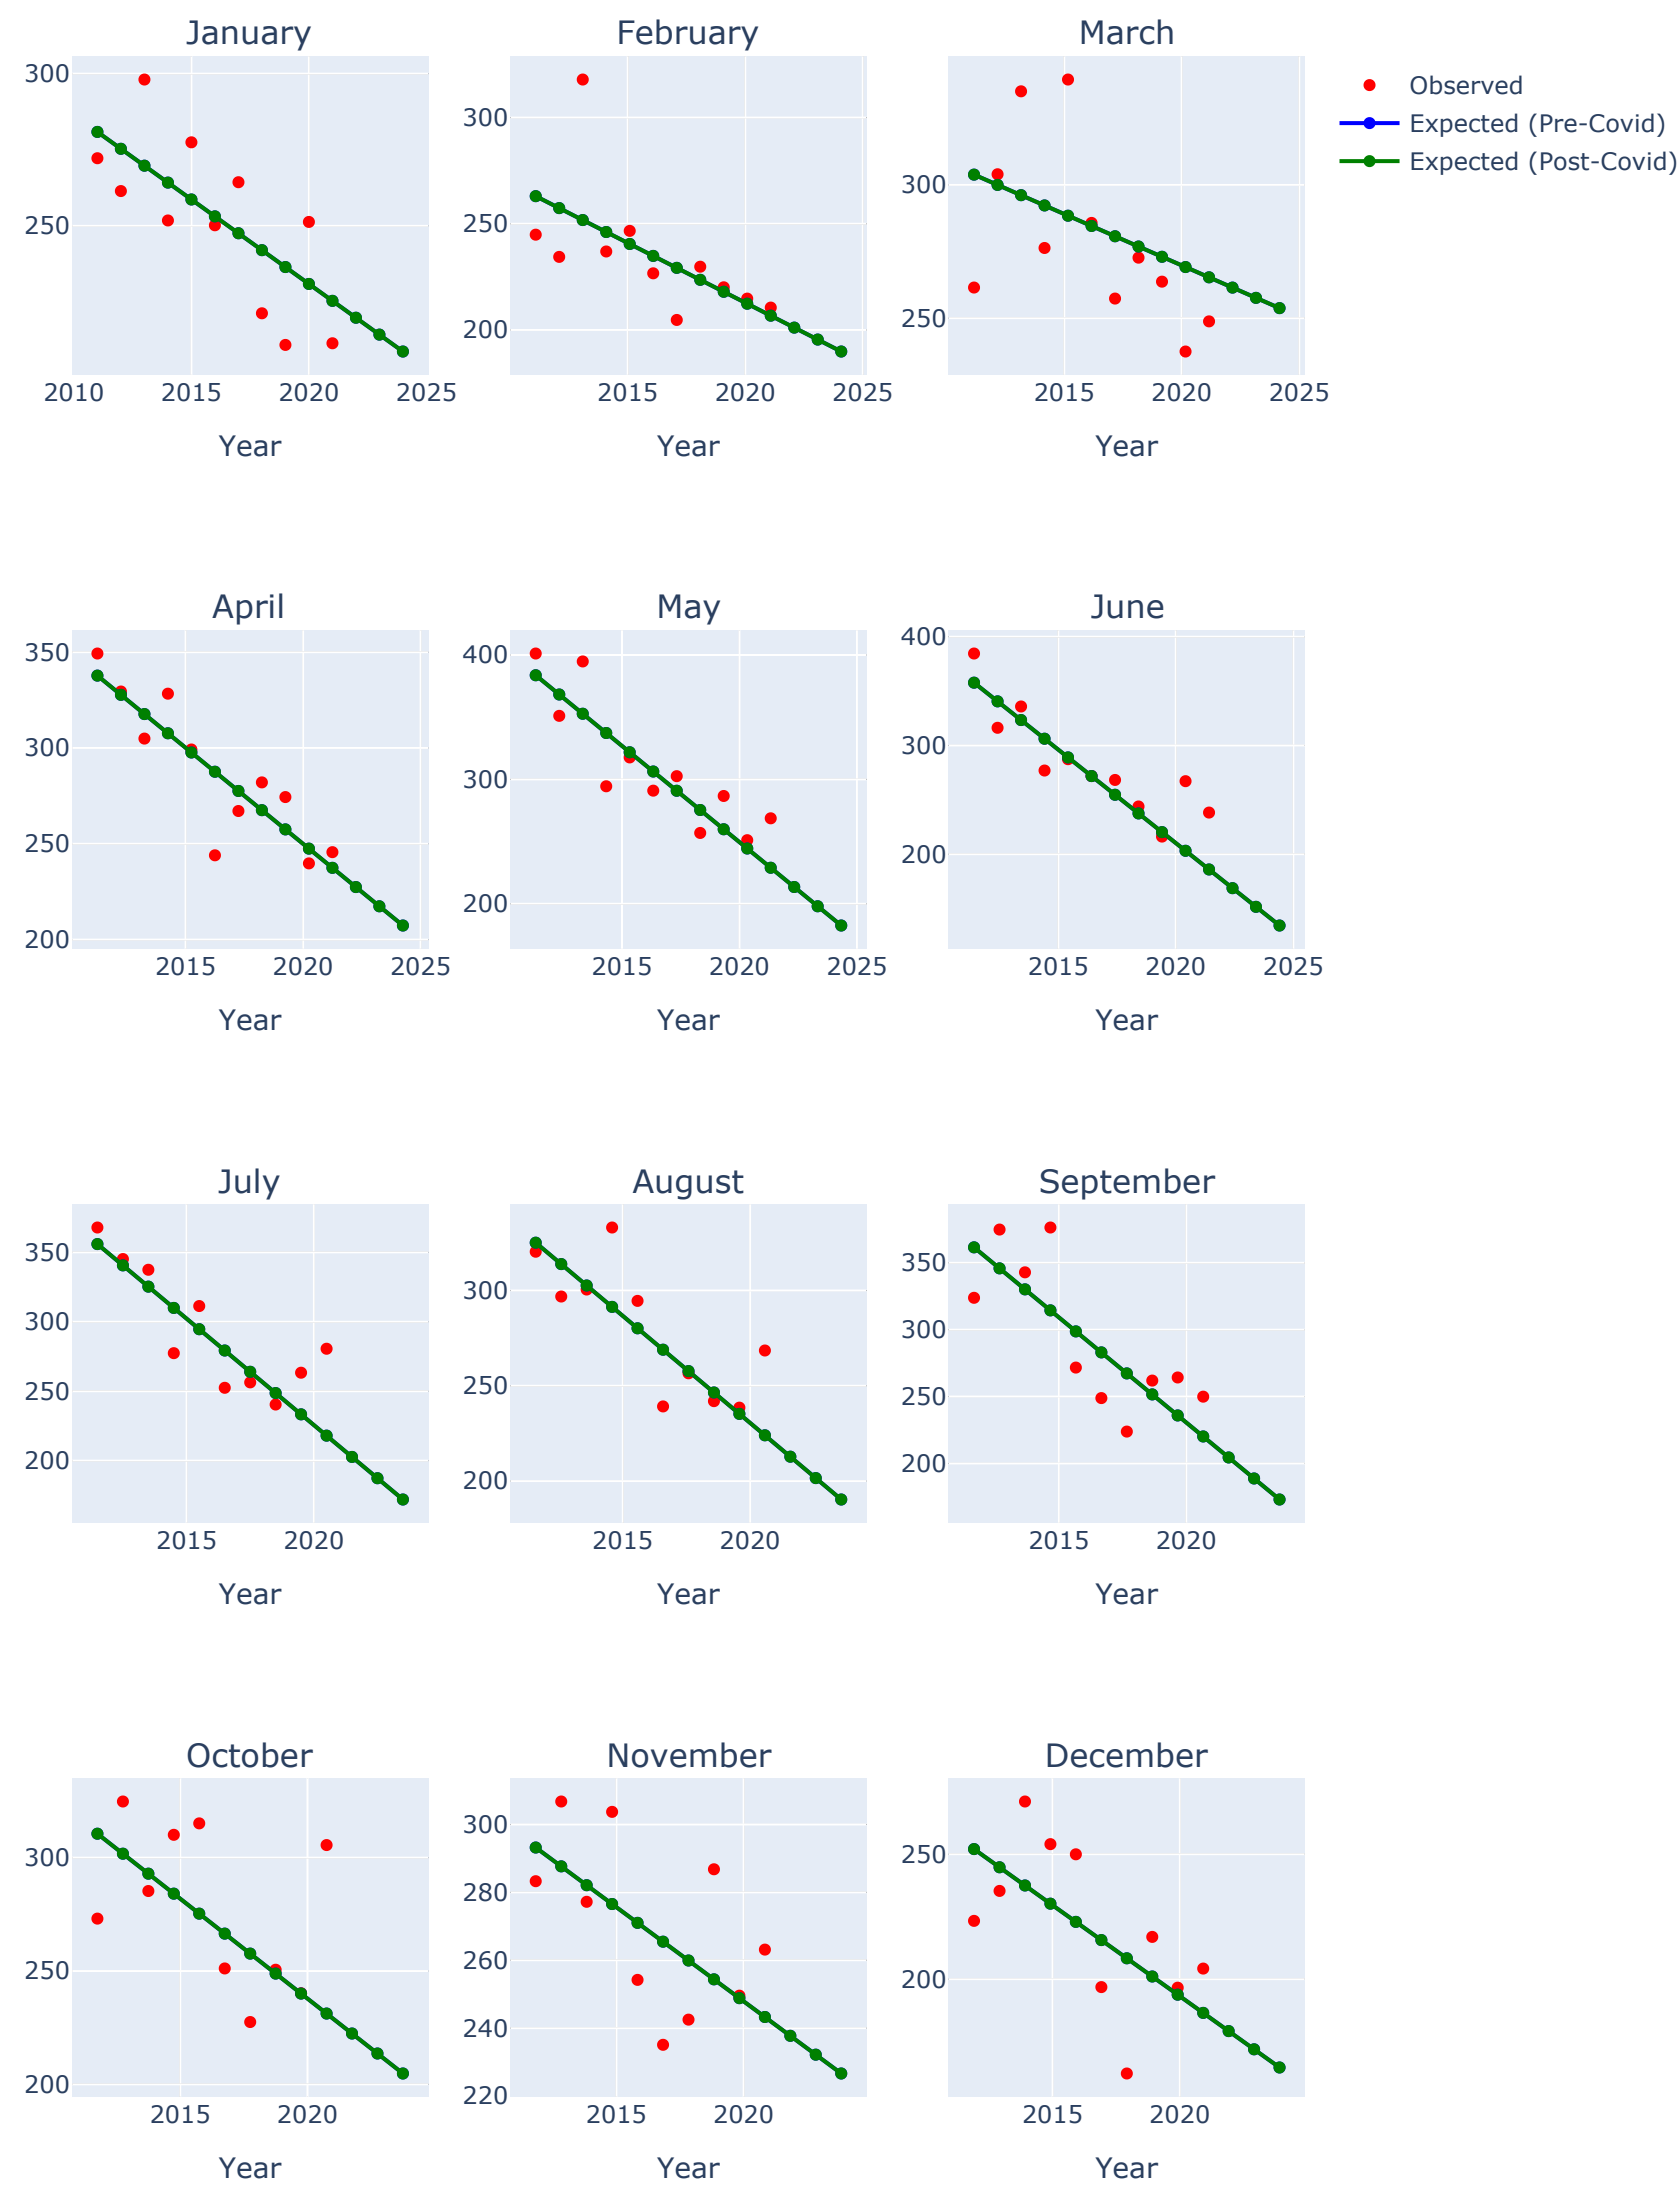 January
February
March
Observed
Expected (Pre-Covid)
Expected (Post-Covid)
300
250
2010
2015
2020
2025
Year
300
250
200
2015
2020
2025
Year
300
250
2015
2020
2025
Year
April
May
June
350
300
250
200
2015
2020
2025
Year
400
300
200
2015
2020
2025
Year
400
300
200
2015
2020
2025
Year
July
August
September
350
300
250
200
2015
2020
Year
300
250
200
2015
2020
Year
350
300
250
200
2015
2020
Year
October
November
December
300
250
200
2015
2020
Year
300
280
260
240
220
2015
2020
Year
250
200
2015
2020
Year